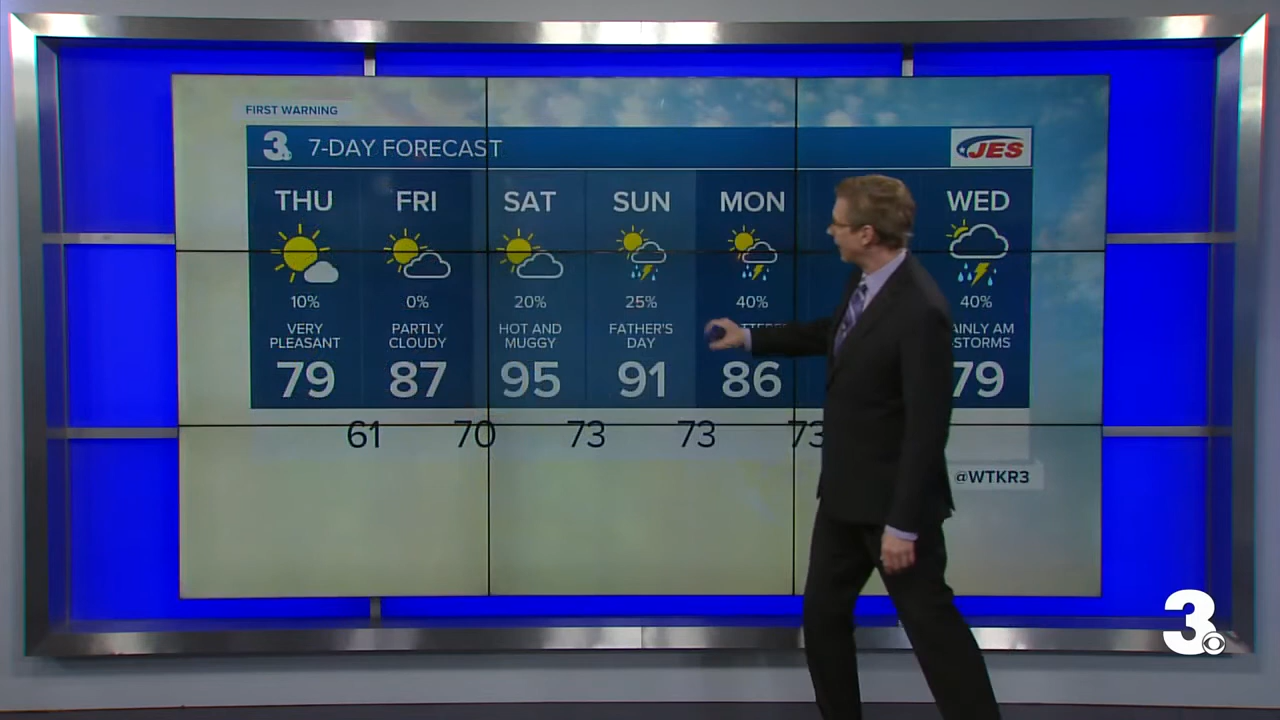 FIRST WARNING
3 7-DAY FORECAST
JES
THU FRI SAT SUN MON WED
10% 0% 20% 25% 40% 40%
VERY PARTLY HOT AND FATHER'S
PLEASANT CLOUDY MUGGY DAY STORMS
79 87 95 91 86 79
61 70 73 73 73
@WTKR3
3